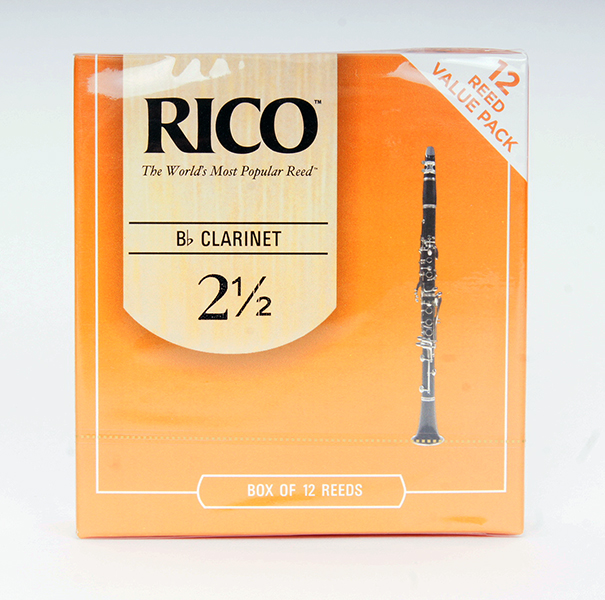 RICO™
The World's Most Popular Reed™
B♭ CLARINET
2½
12
REED
VALUE PACK
BOX OF 12 REEDS